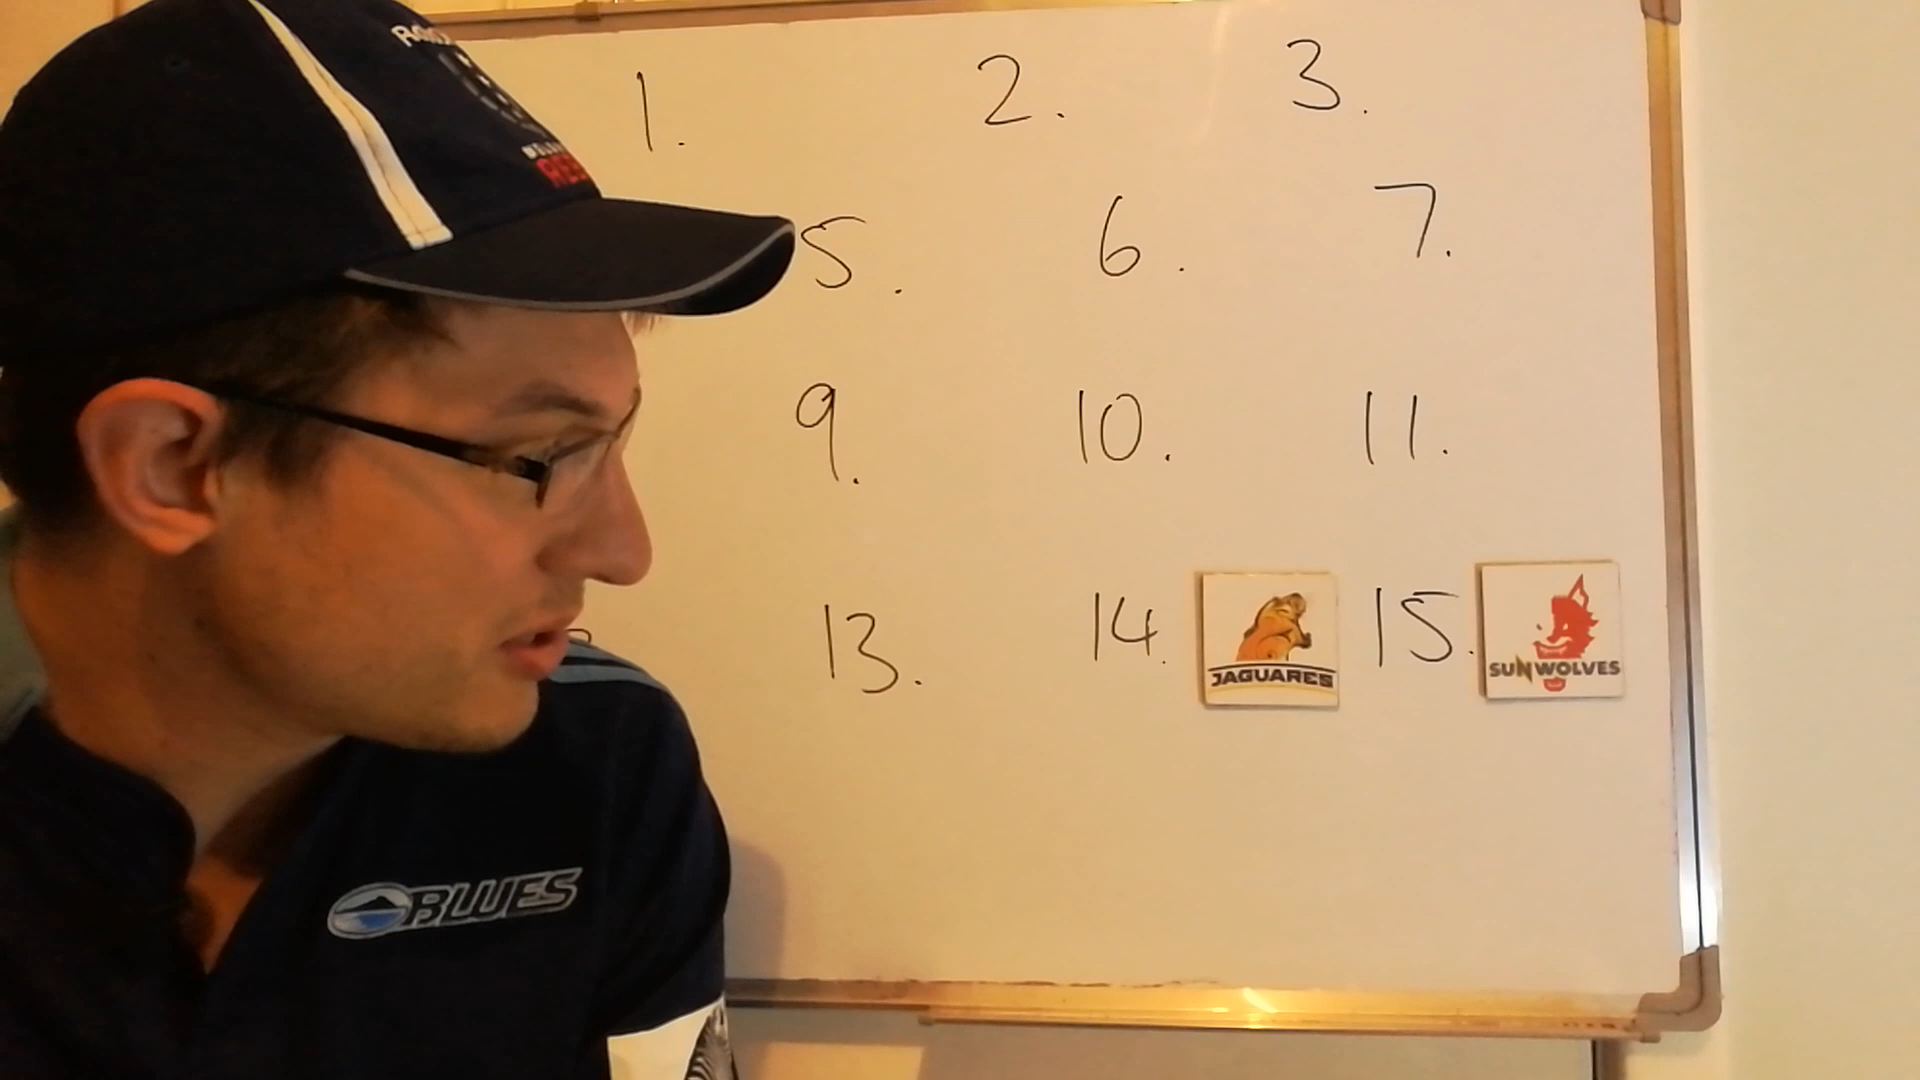 1. 2. 3.
5. 6. 7.
9. 10. 11.
13. 14. 15.
JAGUARES
SUNWOLVES
BLUES